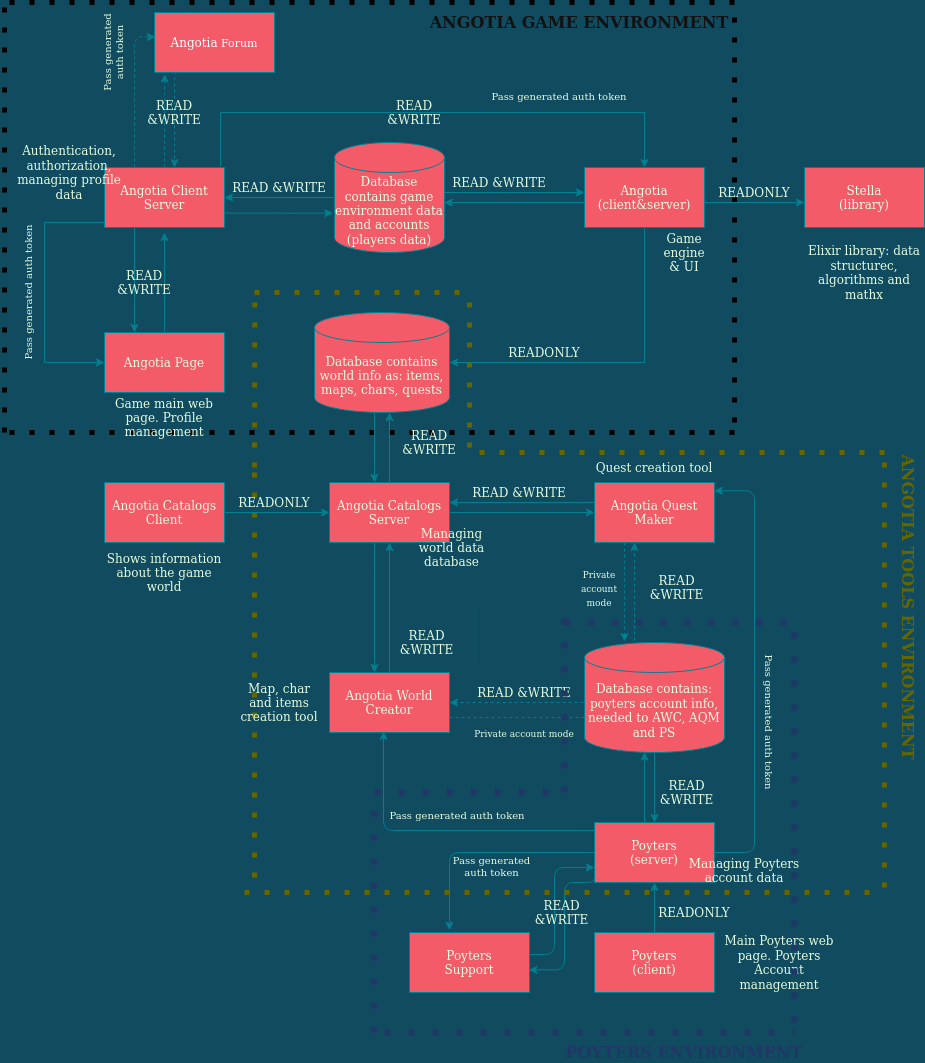 ANGOTIA GAME ENVIRONMENT
Pass generated
auth token
Angotia Forum
READ
&WRITE
READ
&WRITE
Pass generated auth token
Authentication,
authorization,
managing profile
data
Angotia Client
Server
READ &WRITE
Database
contains game
environment data
and accounts
(players data)
READ &WRITE
Angotia
(client&server)
READONLY
Stella
(library)
Game
engine
& UI
Elixir library: data
structurec,
algorithms and
mathx
Pass generated auth token
READ
&WRITE
Angotia Page
Game main web
page. Profile
management
Database contains
world info as: items,
maps, chars, quests
READONLY
READ
&WRITE
ANGOTIA TOOLS ENVIRONMENT
Quest creation tool
Angotia Catalogs
Client
READONLY
Angotia Catalogs
Server
READ &WRITE
Angotia Quest
Maker
Managing
world data
database
Shows information
about the game
world
Private
account
mode
READ
&WRITE
READ
&WRITE
Map, char
and items
creation tool
Angotia World
Creator
READ &WRITE
Private account mode
Database contains:
poyters account info,
needed to AWC, AQM
and PS
Pass generated auth token
READ
&WRITE
Pass generated auth token
Poyters
(server)
Managing Poyters
account data
Pass generated
auth token
READ
&WRITE
READONLY
Poyters
Support
Poyters
(client)
Main Poyters web
page. Poyters
Account
management
POYTERS ENVIRONMENT